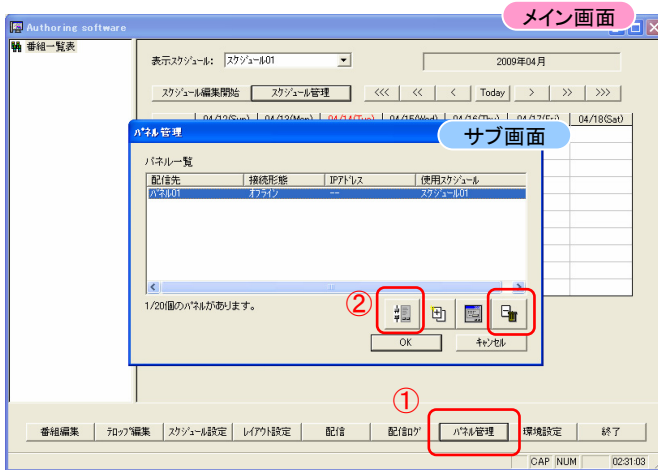 メイン画面
Authoring software
番組一覧表
表示スケジュール: スケジュール01
2009年04月
スケジュール編集開始 スケジュール管理 <<< << < Today > >> >>>
04/12(Sun) 04/13(Mon) 04/14(Tue) 04/15(Wed) 04/16(Thu) 04/17(Fri) 04/18(Sat)
パネル管理
サブ画面
パネル一覧
配信先 接続形態 IPアドレス 使用スケジュール
パネル01 オフライン -- スケジュール01
1/20個のパネルがあります。
②
OK キャンセル
①
番組編集 テロップ編集 スケジュール設定 レイアウト設定 配信 配信ログ パネル管理 環境設定 終了
CAP NUM 02:31:03